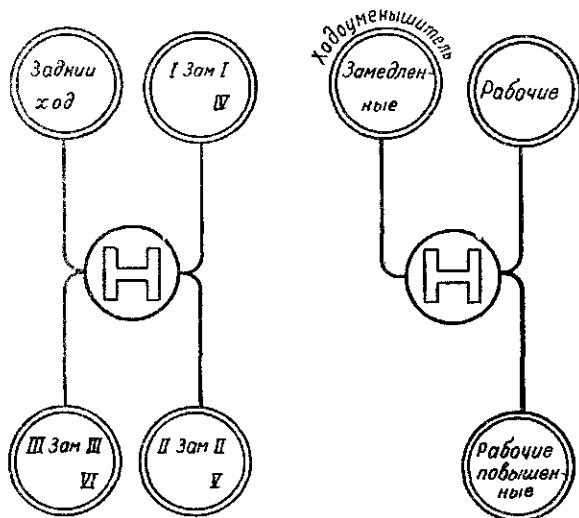 Задний
ход
I Зам I
IV
Н
III Зам III
VI
II Зам II
V
Ходоуменьшитель
Замедлен-
ные
Рабочие
Н
Рабочие
повышен-
ные